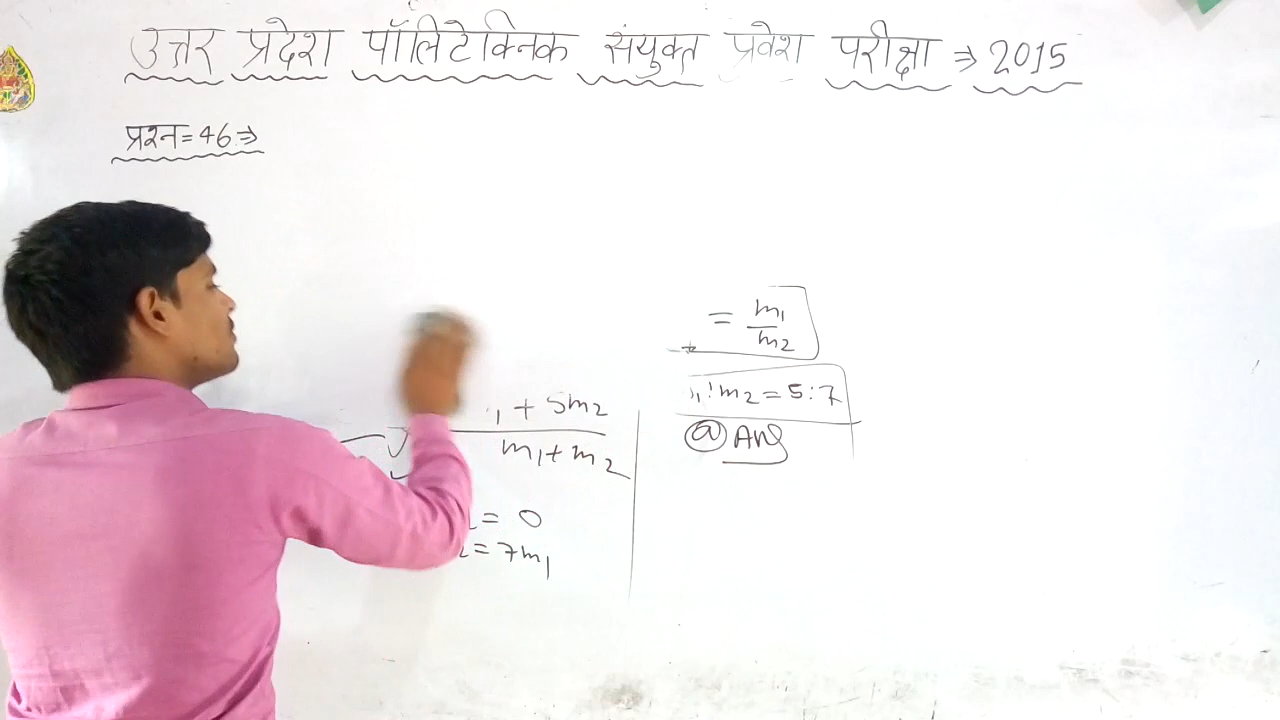 उत्तर प्रदेश पॉलिटेक्निक संयुक्त प्रवेश परीक्षा ⇒ 2015
प्रश्न=46⇒
1 + 5m2
m1+m2
= 0
= 7m1
= m1
m2
: m2 = 5:7
@ Ans